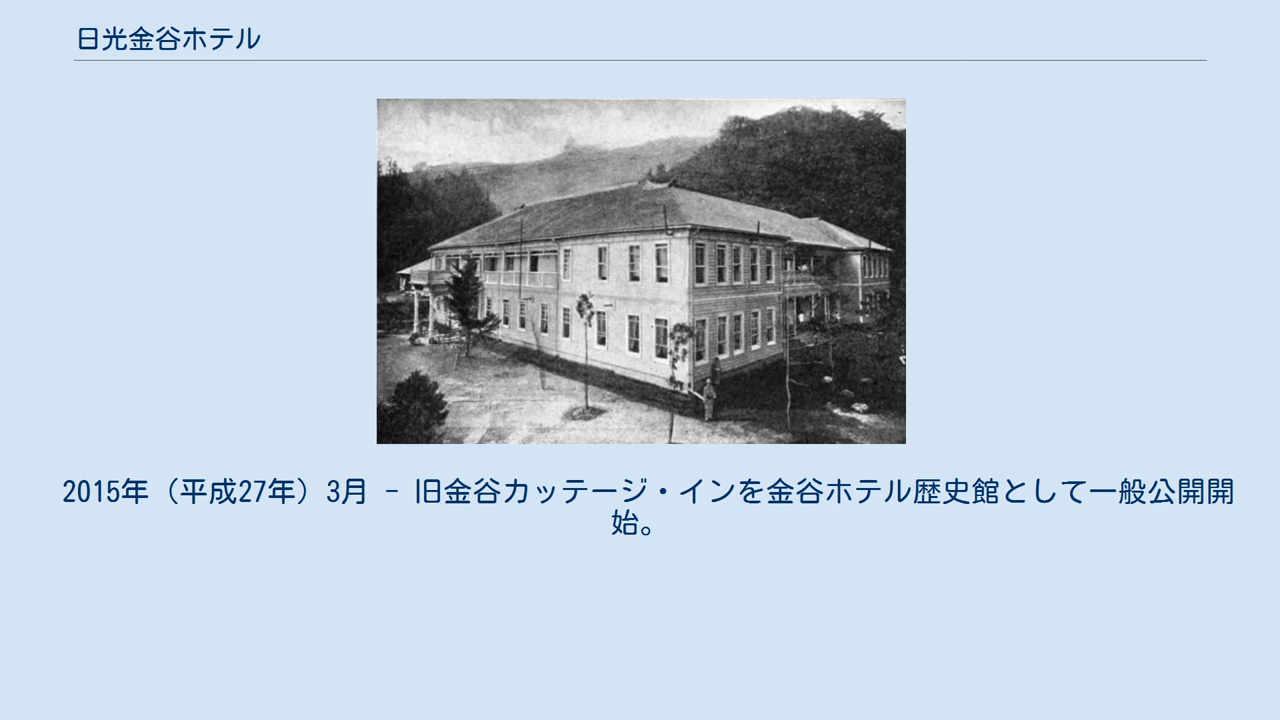 日光金谷ホテル
2015年（平成27年）3月 - 旧金谷カッテージ・インを金谷ホテル歴史館として一般公開開
始。